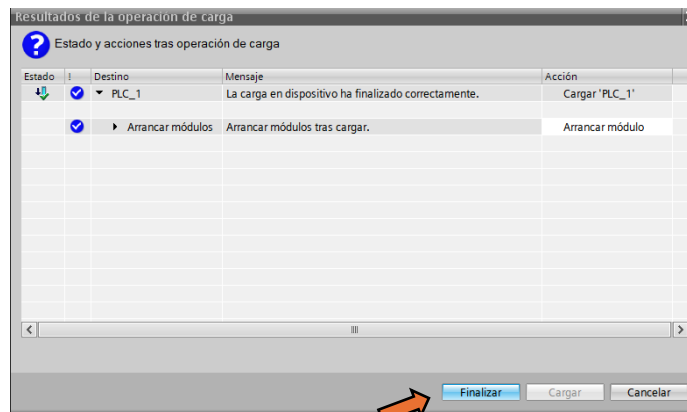 Resultados de la operación de carga
Estado y acciones tras operación de carga
Estado ! Destino Mensaje Acción
PLC_1 La carga en dispositivo ha finalizado correctamente. Cargar 'PLC_1'
Arrancar módulos Arrancar módulos tras cargar. Arrancar módulo
Finalizar Cargar Cancelar